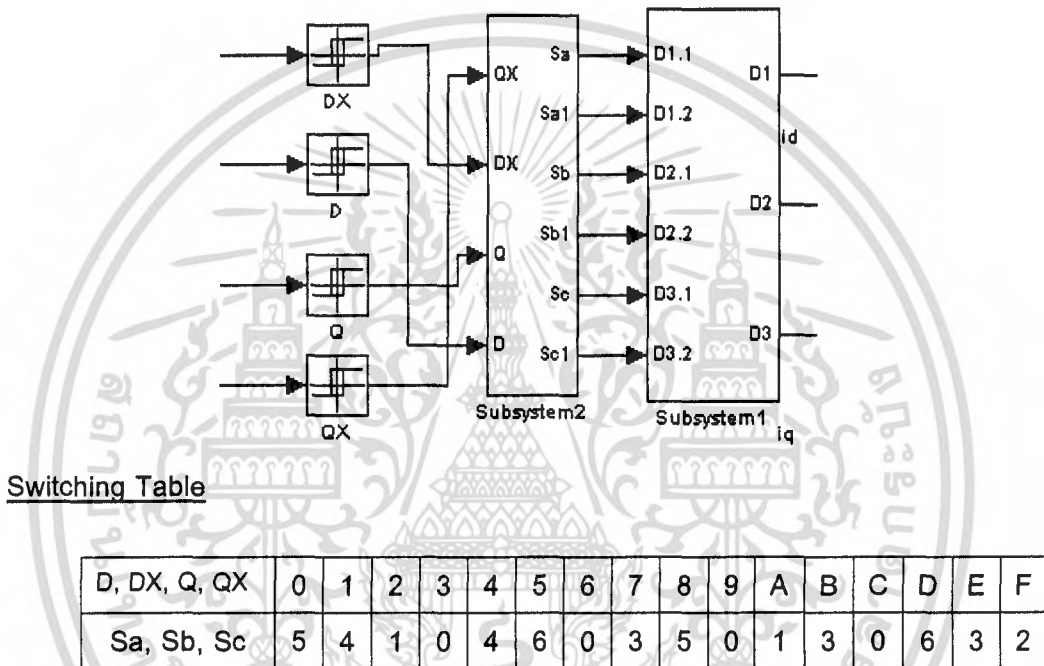 DX
D
Q
QX
QX
DX
Q
D
Sa
Sa1
Sb
Sb1
Sc
Sc1
Subsystem2
D1.1
D1.2
D2.1
D2.2
D3.1
D3.2
D1
D2
D3
id
iq
Subsystem1
Switching Table
D, DX, Q, QX 0 1 2 3 4 5 6 7 8 9 A B C D E F
Sa, Sb, Sc 5 4 1 0 4 6 0 3 5 0 1 3 0 6 3 2